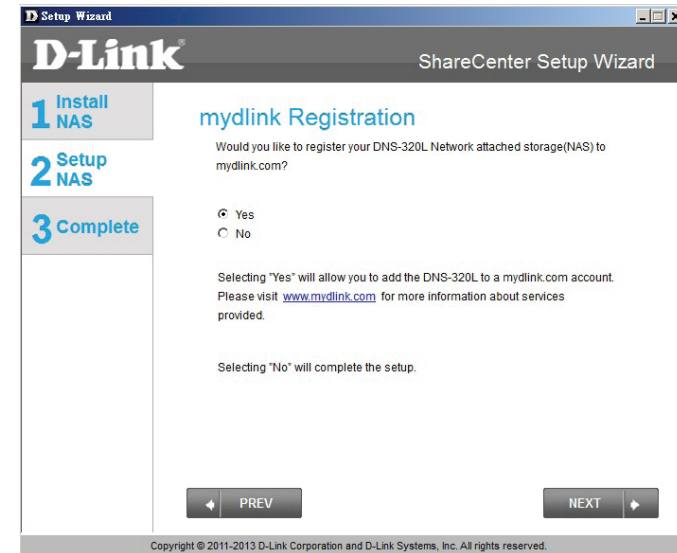 Setup Wizard
D-Link
ShareCenter Setup Wizard
1 Install
NAS
2 Setup
NAS
3 Complete
mydlink Registration
Would you like to register your DNS-320L Network attached storage(NAS) to
mydlink.com?
Yes
No
Selecting "Yes" will allow you to add the DNS-320L to a mydlink.com account.
Please visit www.mydlink.com for more information about services
provided.
Selecting "No" will complete the setup.
PREV
NEXT
Copyright © 2011-2013 D-Link Corporation and D-Link Systems, Inc. All rights reserved.